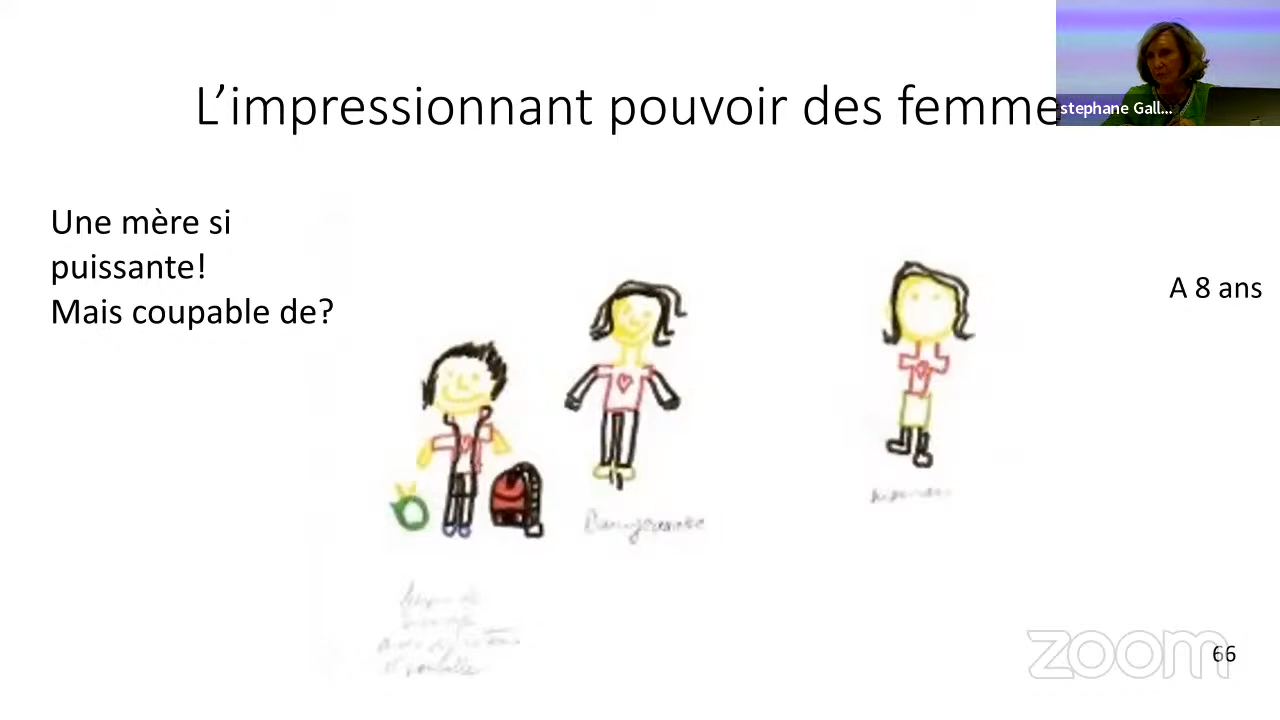 L'impressionnant pouvoir des femme
stephane Gall...
Une mère si
puissante!
Mais coupable de?
A 8 ans
zoom
66